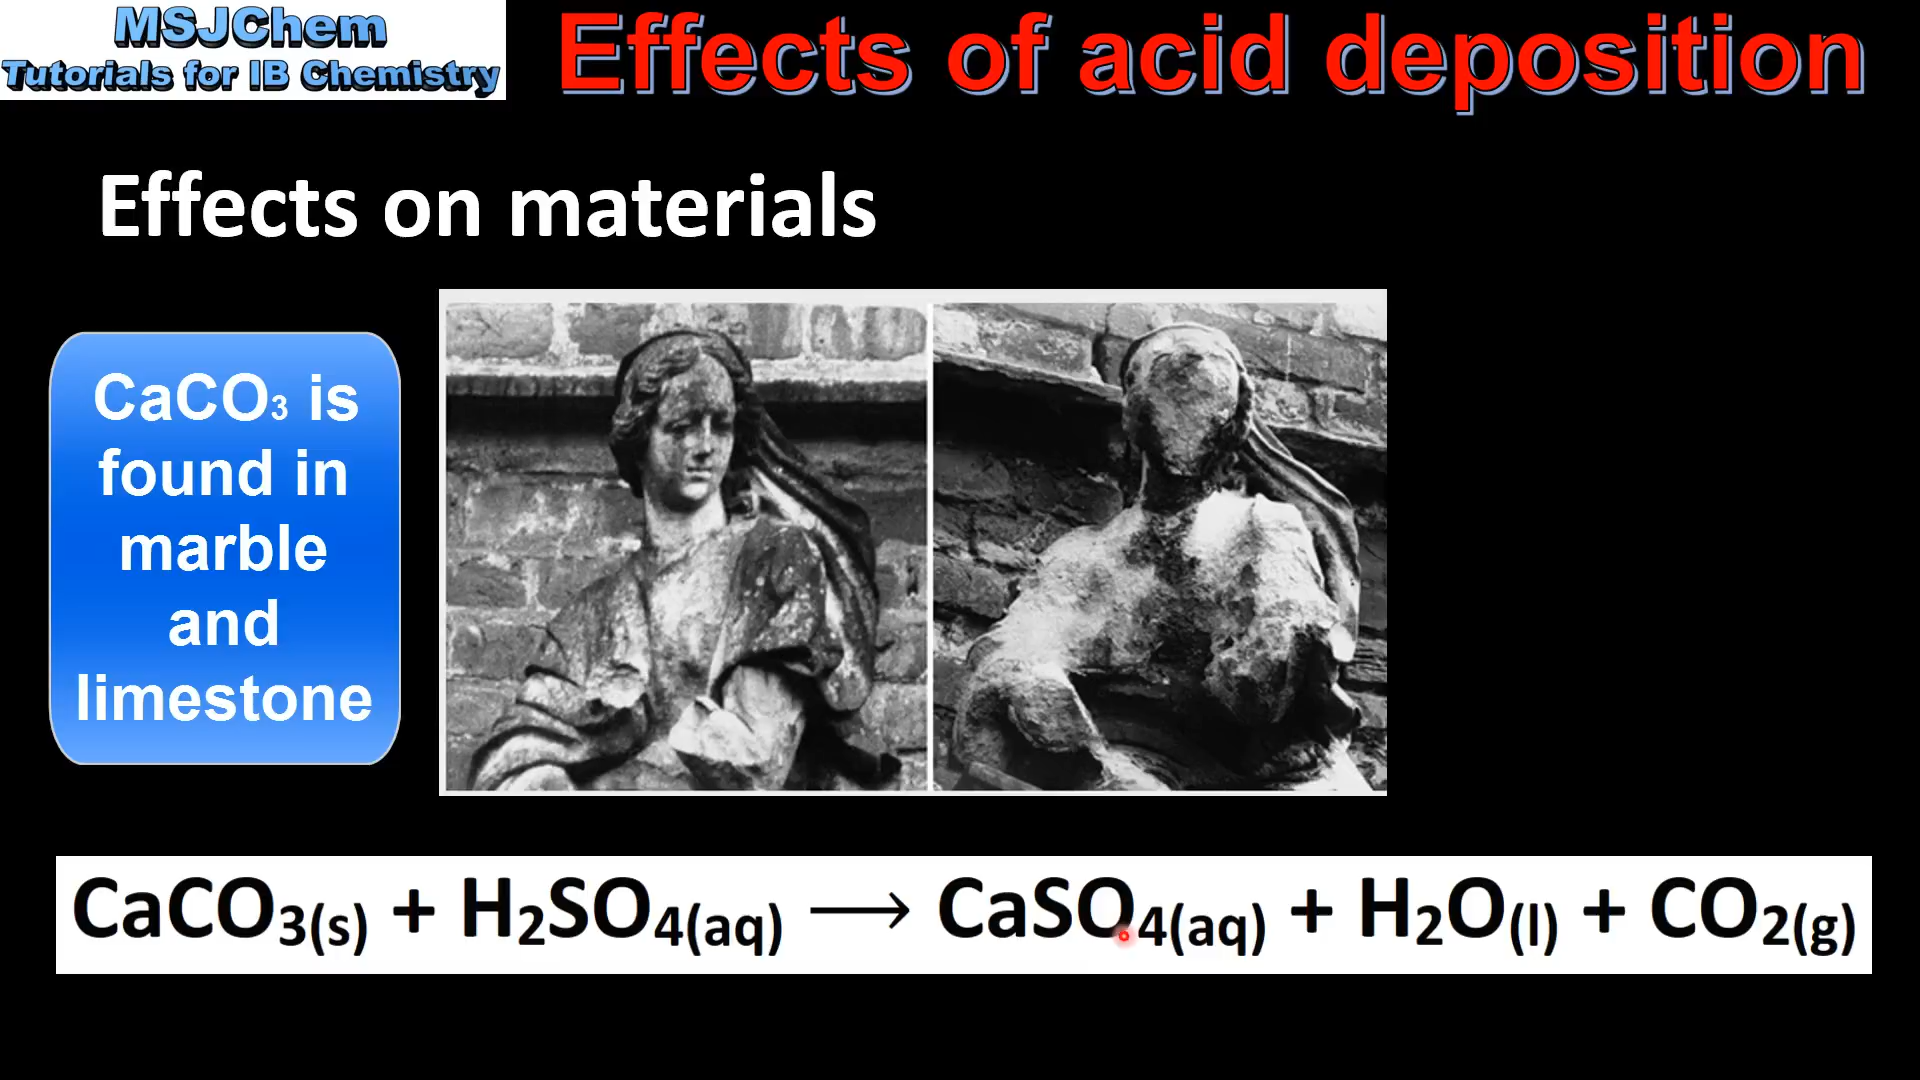 MSJChem
Tutorials for IB Chemistry
Effects of acid deposition
Effects on materials
CaCO₃ is
found in
marble
and
limestone
CaCO₃(s) + H₂SO₄(aq) ⟶ CaSO₄(aq) + H₂O(l) + CO₂(g)